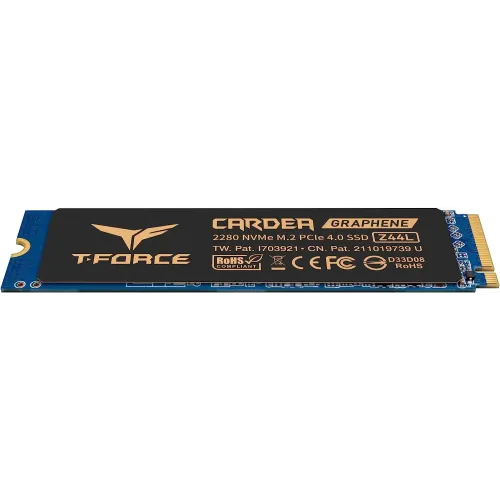 T-FORCE
CARDEA GRAPHENE
2280 NVMe M.2 PCIe 4.0 SSD Z44L
TW. Pat. I703921 - CN. Pat. 211019739 U
RoHS
COMPLIANT
CE FC
D33D08
RoHS